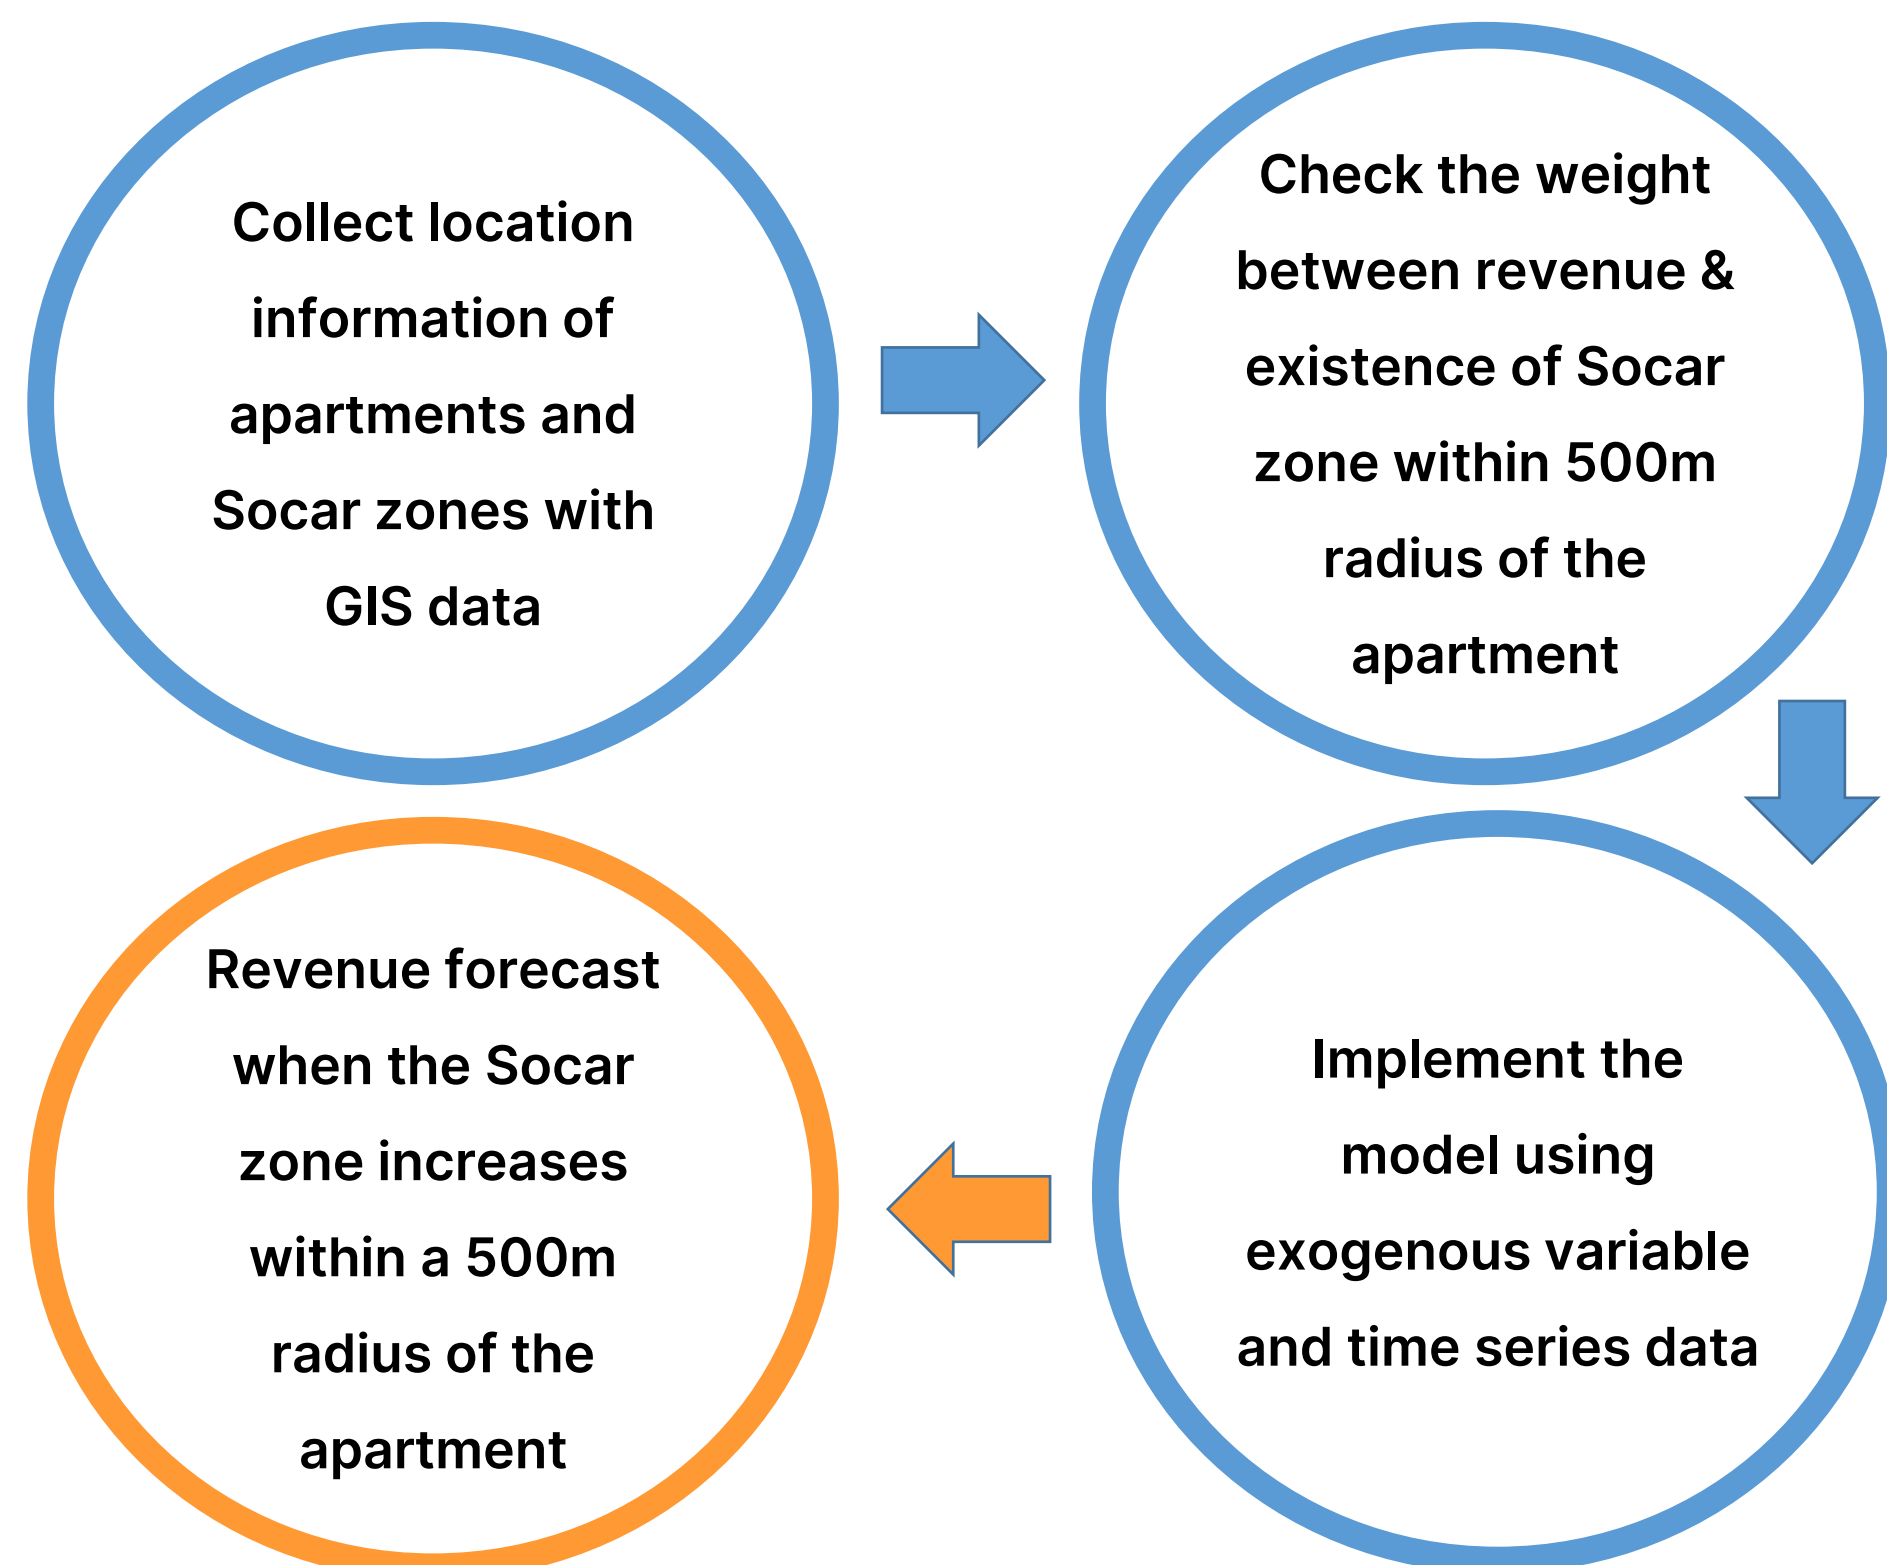 Collect location
information of
apartments and
Socar zones with
GIS data
Check the weight
between revenue &
existence of Socar
zone within 500m
radius of the
apartment
Implement the
model using
exogenous variable
and time series data
Revenue forecast
when the Socar
zone increases
within a 500m
radius of the
apartment